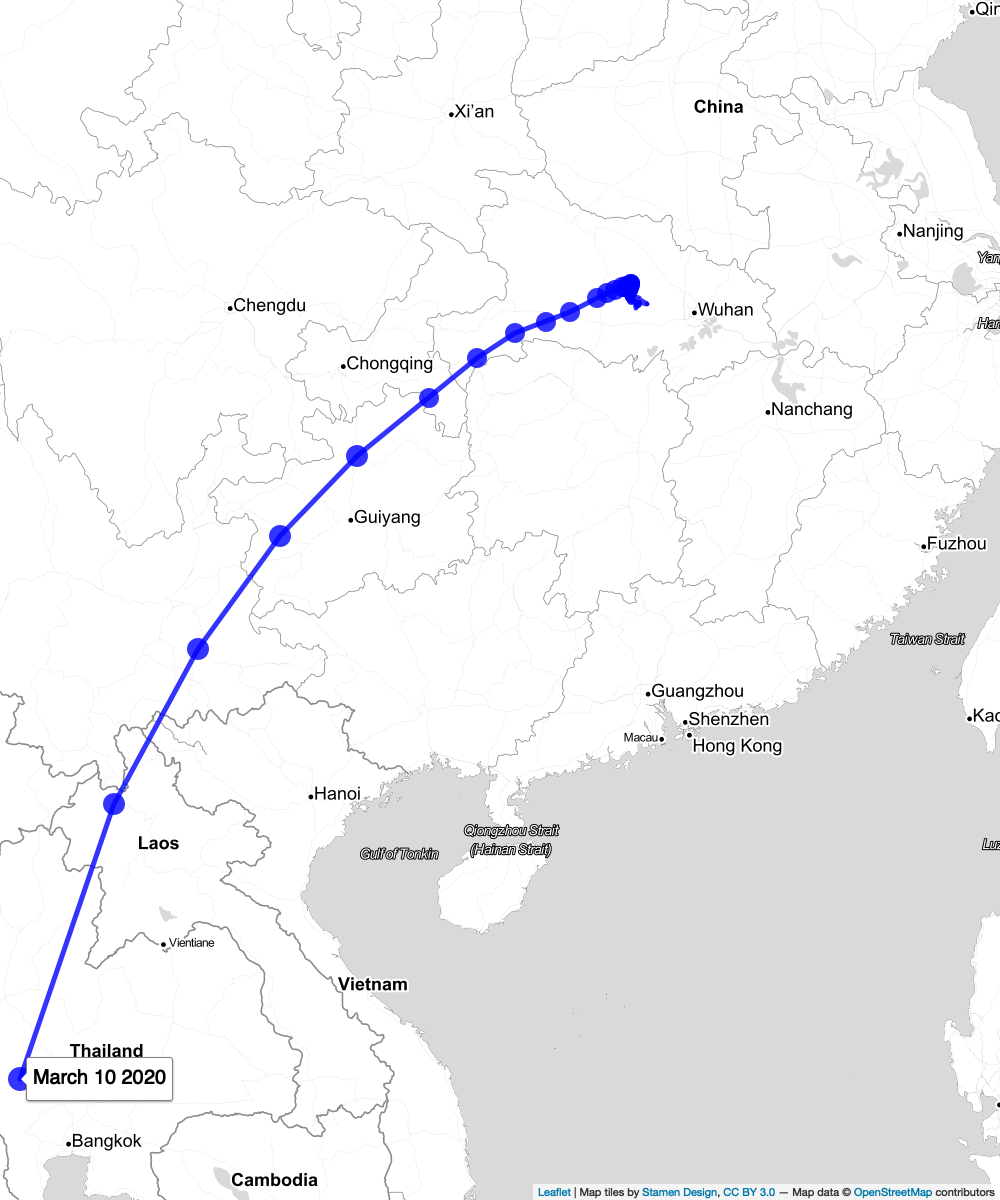 Qin
Xi'an
China
Nanjing
Yan
Chengdu
Wuhan
Han
Chongqing
Nanchang
Guiyang
Fuzhou
Taiwan Strait
Guangzhou
Shenzhen
Kao
Macau
Hong Kong
Hanoi
Qiongzhou Strait
(Hainan Strait)
Laos
Gulf of Tonkin
Luz
Vientiane
Vietnam
Thailand
March 10 2020
Bangkok
Cambodia
Leaflet | Map tiles by Stamen Design, CC BY 3.0 — Map data © OpenStreetMap contributors